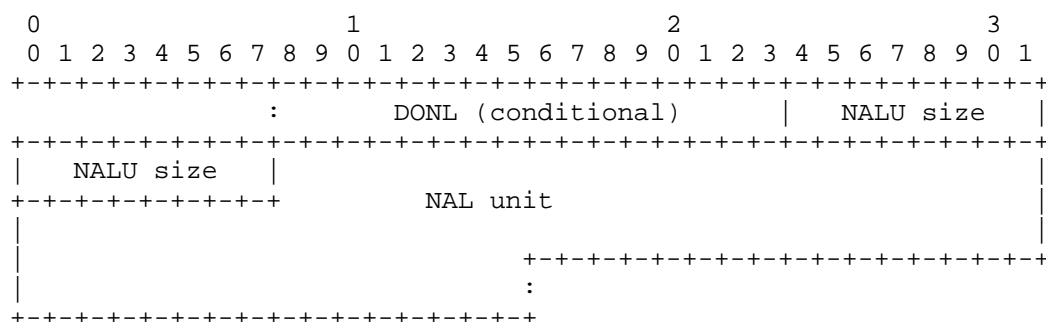 0                   1                   2                   3
 0 1 2 3 4 5 6 7 8 9 0 1 2 3 4 5 6 7 8 9 0 1 2 3 4 5 6 7 8 9 0 1
+-+-+-+-+-+-+-+-+-+-+-+-+-+-+-+-+-+-+-+-+-+-+-+-+-+-+-+-+-+-+-+-+
                :       DONL (conditional)      |   NALU size   |
+-+-+-+-+-+-+-+-+-+-+-+-+-+-+-+-+-+-+-+-+-+-+-+-+-+-+-+-+-+-+-+-+
|   NALU size   |                                               |
+-+-+-+-+-+-+-+-+         NAL unit                              |
|                                                               |
|                               +-+-+-+-+-+-+-+-+-+-+-+-+-+-+-+-+
|                               :
+-+-+-+-+-+-+-+-+-+-+-+-+-+-+-+-+